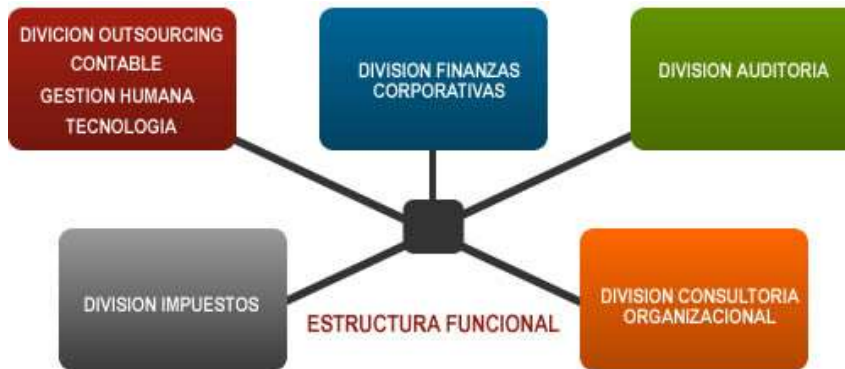 DIVICION OUTSOURCING
CONTABLE
GESTION HUMANA
TECNOLOGIA
DIVISION FINANZAS
CORPORATIVAS
DIVISION AUDITORIA
DIVISION IMPUESTOS
ESTRUCTURA FUNCIONAL
DIVISION CONSULTORIA
ORGANIZACIONAL